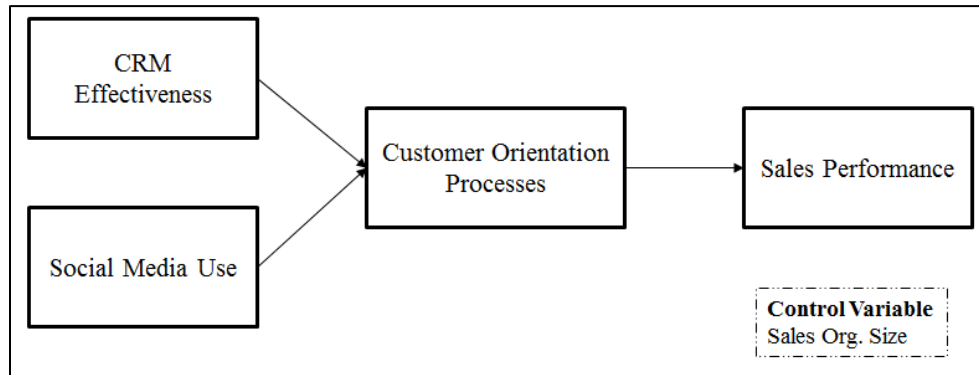 CRM
Effectiveness
Customer Orientation
Processes
Sales Performance
Social Media Use
Control Variable
Sales Org. Size